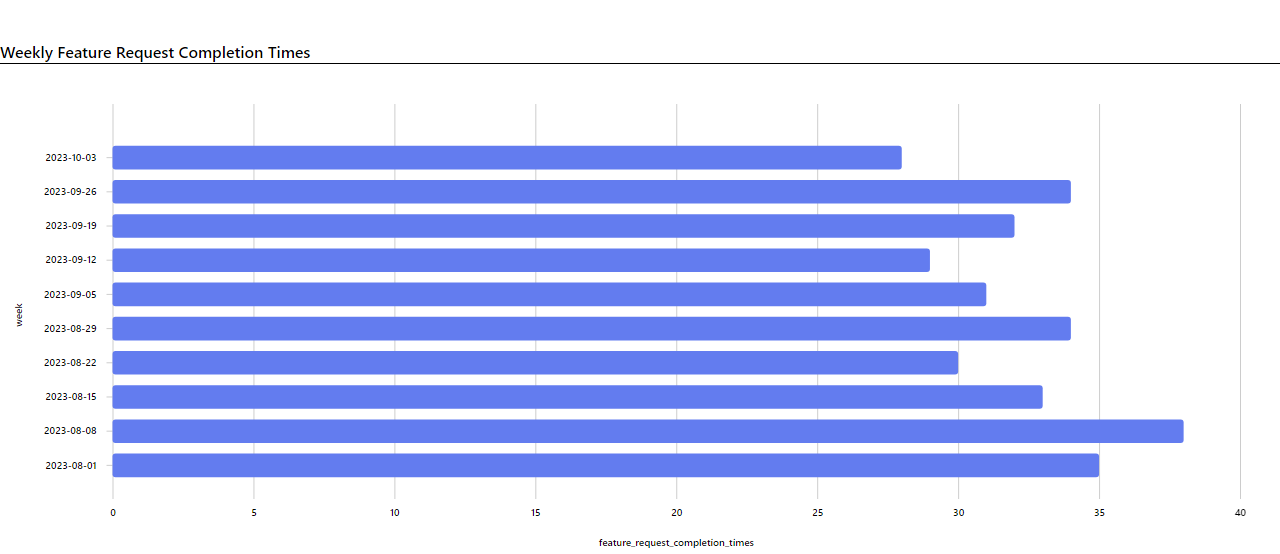 Weekly Feature Request Completion Times
2023-10-03
2023-09-26
2023-09-19
2023-09-12
2023-09-05
2023-08-29
2023-08-22
2023-08-15
2023-08-08
2023-08-01
week
0 5 10 15 20 25 30 35 40
feature_request_completion_times